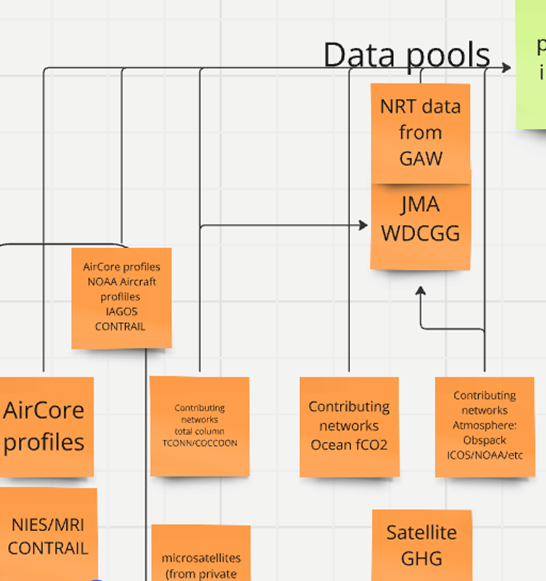 Data pools
p
i
NRT data
from
GAW
JMA
WDCGG
AirCore profiles
NOAA Aircraft
profliles
IAGOS
CONTRAIL
AirCore
profiles
Contributing
networks
total column
TCONN/COCCOON
Contributing
networks
Ocean fCO2
Contributing
networks
Atmosphere:
Obspack
ICOS/NOAA/etc
NIES/MRI
CONTRAIL
microsatellites
(from private
Satellite
GHG